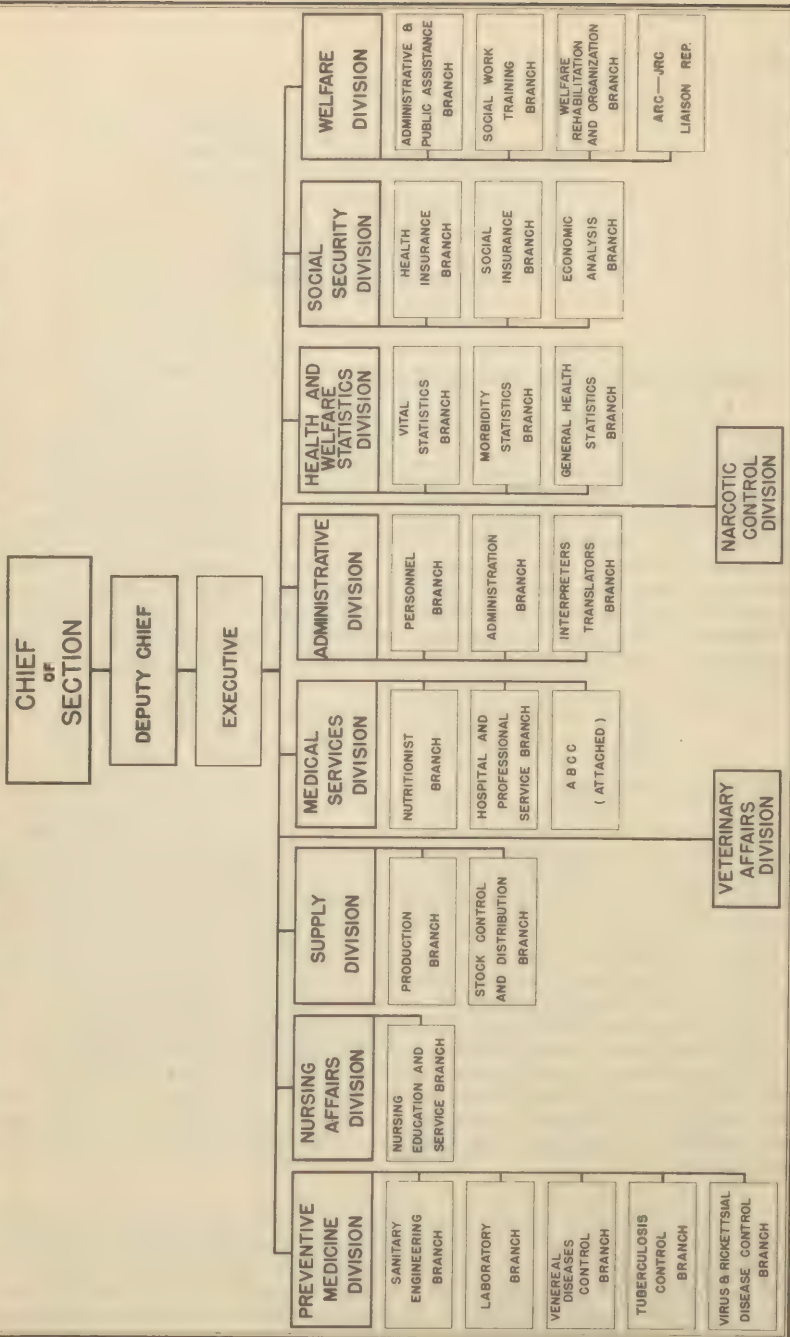 CHIEF
OF
SECTION
DEPUTY CHIEF
EXECUTIVE
PREVENTIVE
MEDICINE
DIVISION
SANITARY
ENGINEERING
BRANCH
LABORATORY
BRANCH
VENEREAL
DISEASES
CONTROL
BRANCH
TUBERCULOSIS
CONTROL
BRANCH
VIRUS & RICKETTSIAL
DISEASE CONTROL
BRANCH
NURSING
AFFAIRS
DIVISION
NURSING
EDUCATION AND
SERVICE BRANCH
SUPPLY
DIVISION
PRODUCTION
BRANCH
STOCK CONTROL
AND DISTRIBUTION
BRANCH
MEDICAL
SERVICES
DIVISION
NUTRITIONIST
BRANCH
HOSPITAL AND
PROFESSIONAL
SERVICE BRANCH
ABCC
( ATTACHED )
ADMINISTRATIVE
DIVISION
PERSONNEL
BRANCH
ADMINISTRATION
BRANCH
INTERPRETERS
TRANSLATORS
BRANCH
HEALTH AND
WELFARE
STATISTICS
DIVISION
VITAL
STATISTICS
BRANCH
MORBIDITY
STATISTICS
BRANCH
GENERAL HEALTH
STATISTICS
BRANCH
SOCIAL
SECURITY
DIVISION
HEALTH
INSURANCE
BRANCH
SOCIAL
INSURANCE
BRANCH
ECONOMIC
ANALYSIS
BRANCH
WELFARE
DIVISION
ADMINISTRATIVE &
PUBLIC ASSISTANCE
BRANCH
SOCIAL WORK
TRAINING
BRANCH
WELFARE
REHABILITATION
AND ORGANIZATION
BRANCH
ARC—JRC
LIAISON REP.
VETERINARY
AFFAIRS
DIVISION
NARCOTIC
CONTROL
DIVISION